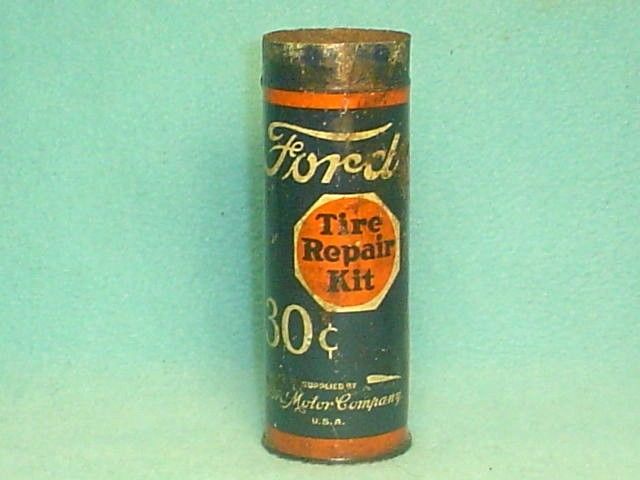 Ford
Tire
Repair
Kit
30¢
SUPPLIED BY
Motor Company
U.S.A.